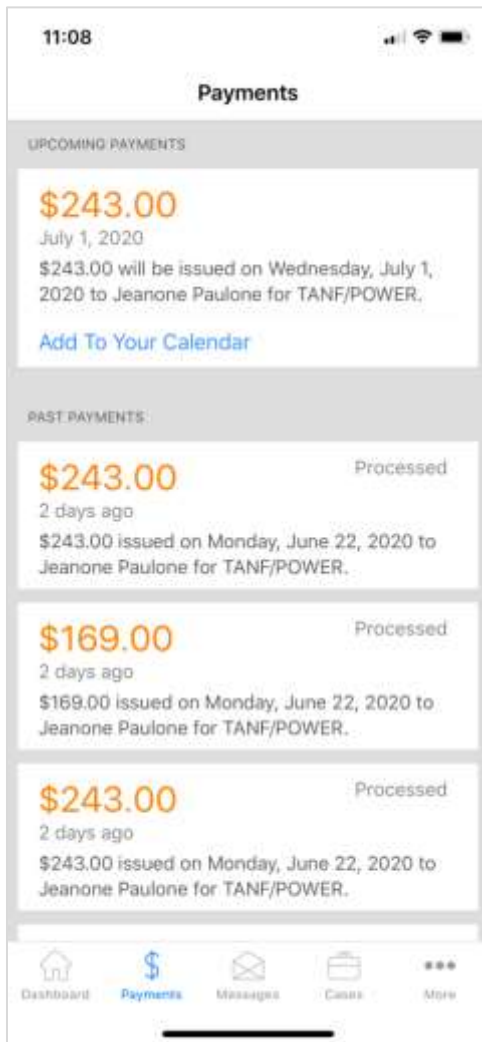 11:08
Payments
UPCOMING PAYMENTS
$243.00
July 1, 2020
$243.00 will be issued on Wednesday, July 1,
2020 to Jeanone Paulone for TANF/POWER.
Add To Your Calendar
PAST PAYMENTS
$243.00 Processed
2 days ago
$243.00 issued on Monday, June 22, 2020 to
Jeanone Paulone for TANF/POWER.
$169.00 Processed
2 days ago
$169.00 issued on Monday, June 22, 2020 to
Jeanone Paulone for TANF/POWER.
$243.00 Processed
2 days ago
$243.00 issued on Monday, June 22, 2020 to
Jeanone Paulone for TANF/POWER.
Dashboard Payments Messages Cases More